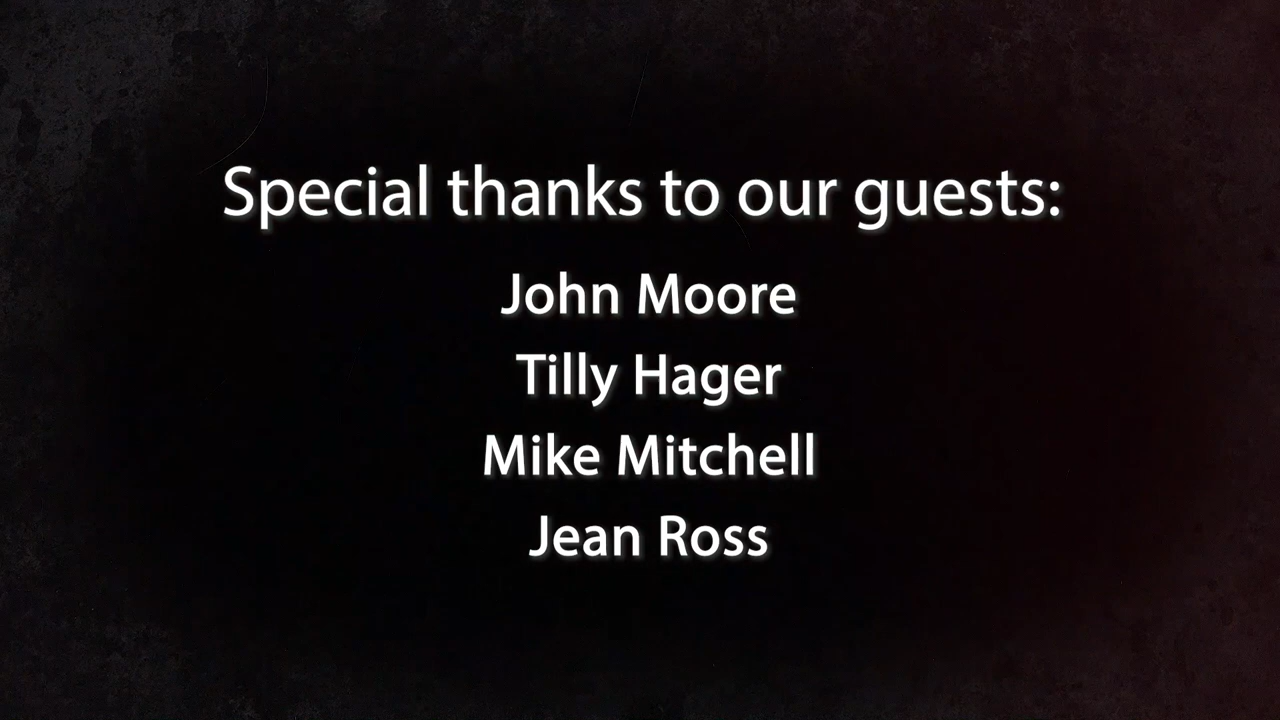 Special thanks to our guests:
John Moore
Tilly Hager
Mike Mitchell
Jean Ross